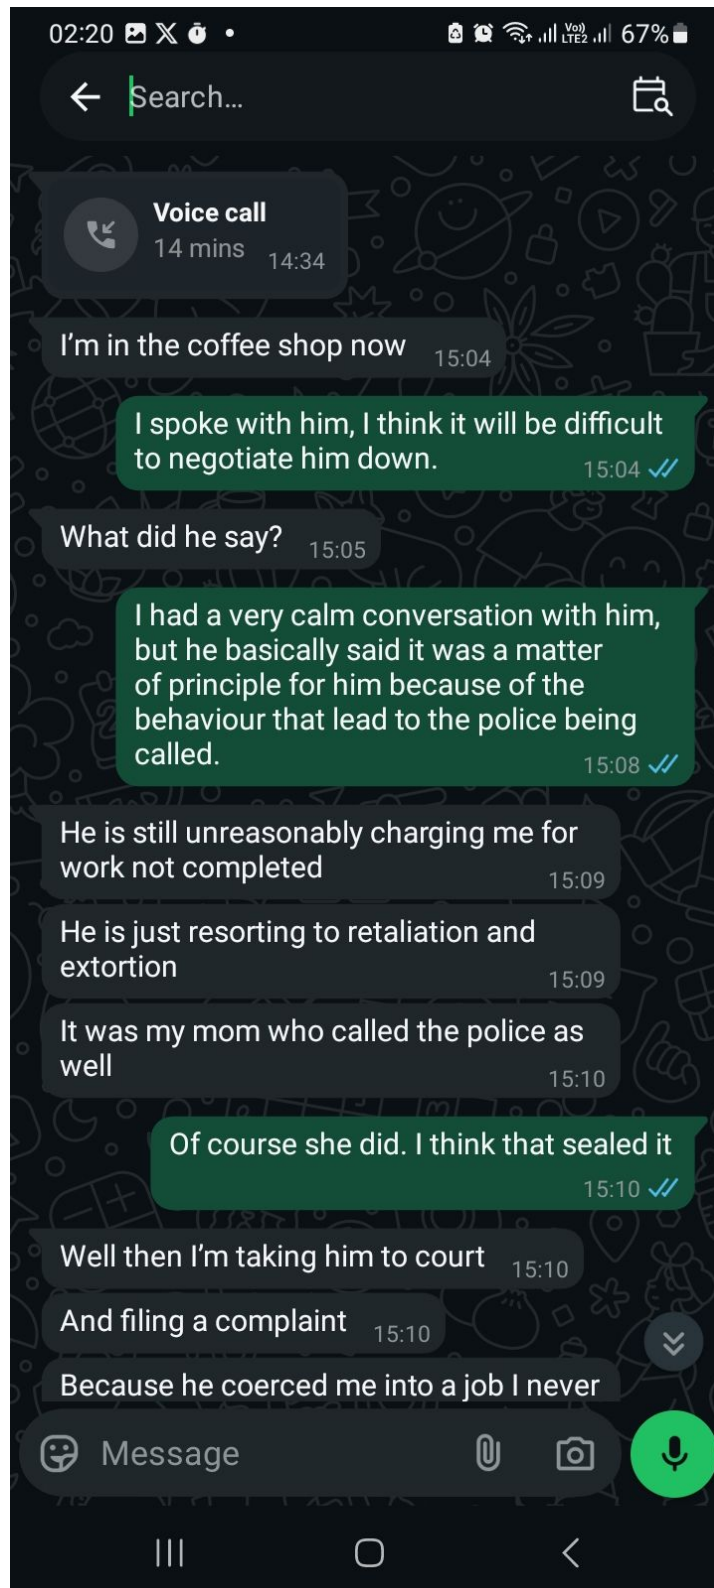 02:20
Vo))
LTE2
67%
Search...
Voice call
14 mins
14:34
I'm in the coffee shop now
15:04
I spoke with him, I think it will be difficult
to negotiate him down.
15:04
What did he say?
15:05
I had a very calm conversation with him,
but he basically said it was a matter
of principle for him because of the
behaviour that lead to the police being
called.
15:08
He is still unreasonably charging me for
work not completed
15:09
He is just resorting to retaliation and
extortion
15:09
It was my mom who called the police as
well
15:10
Of course she did. I think that sealed it
15:10
Well then I'm taking him to court
15:10
And filing a complaint
15:10
Because he coerced me into a job I never
Message